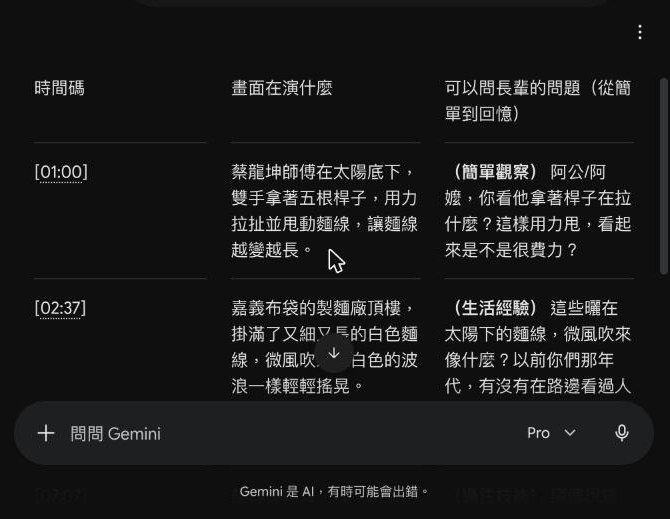 時間碼
畫面在演什麼
可以問長輩的問題（從簡
單到回憶）
[01:00]
蔡龍坤師傅在太陽底下，
雙手拿著五根桿子，用力
拉扯並甩動麵線，讓麵線
越變越長。
（簡單觀察） 阿公/阿
嬤，你看他拿著桿子在拉
什麼？這樣用力甩，看起
來是不是很費力？
[02:37]
嘉義布袋的製麵廠頂樓，
掛滿了又細又長的白色麵
線，微風吹 白色的波
浪一樣輕輕搖晃。
（生活經驗） 這些曬在
太陽下的麵線，微風吹來
像什麼？以前你們那年
代，有沒有在路邊看過人
問問 Gemini
Pro
Gemini 是 AI，有時可能會出錯。